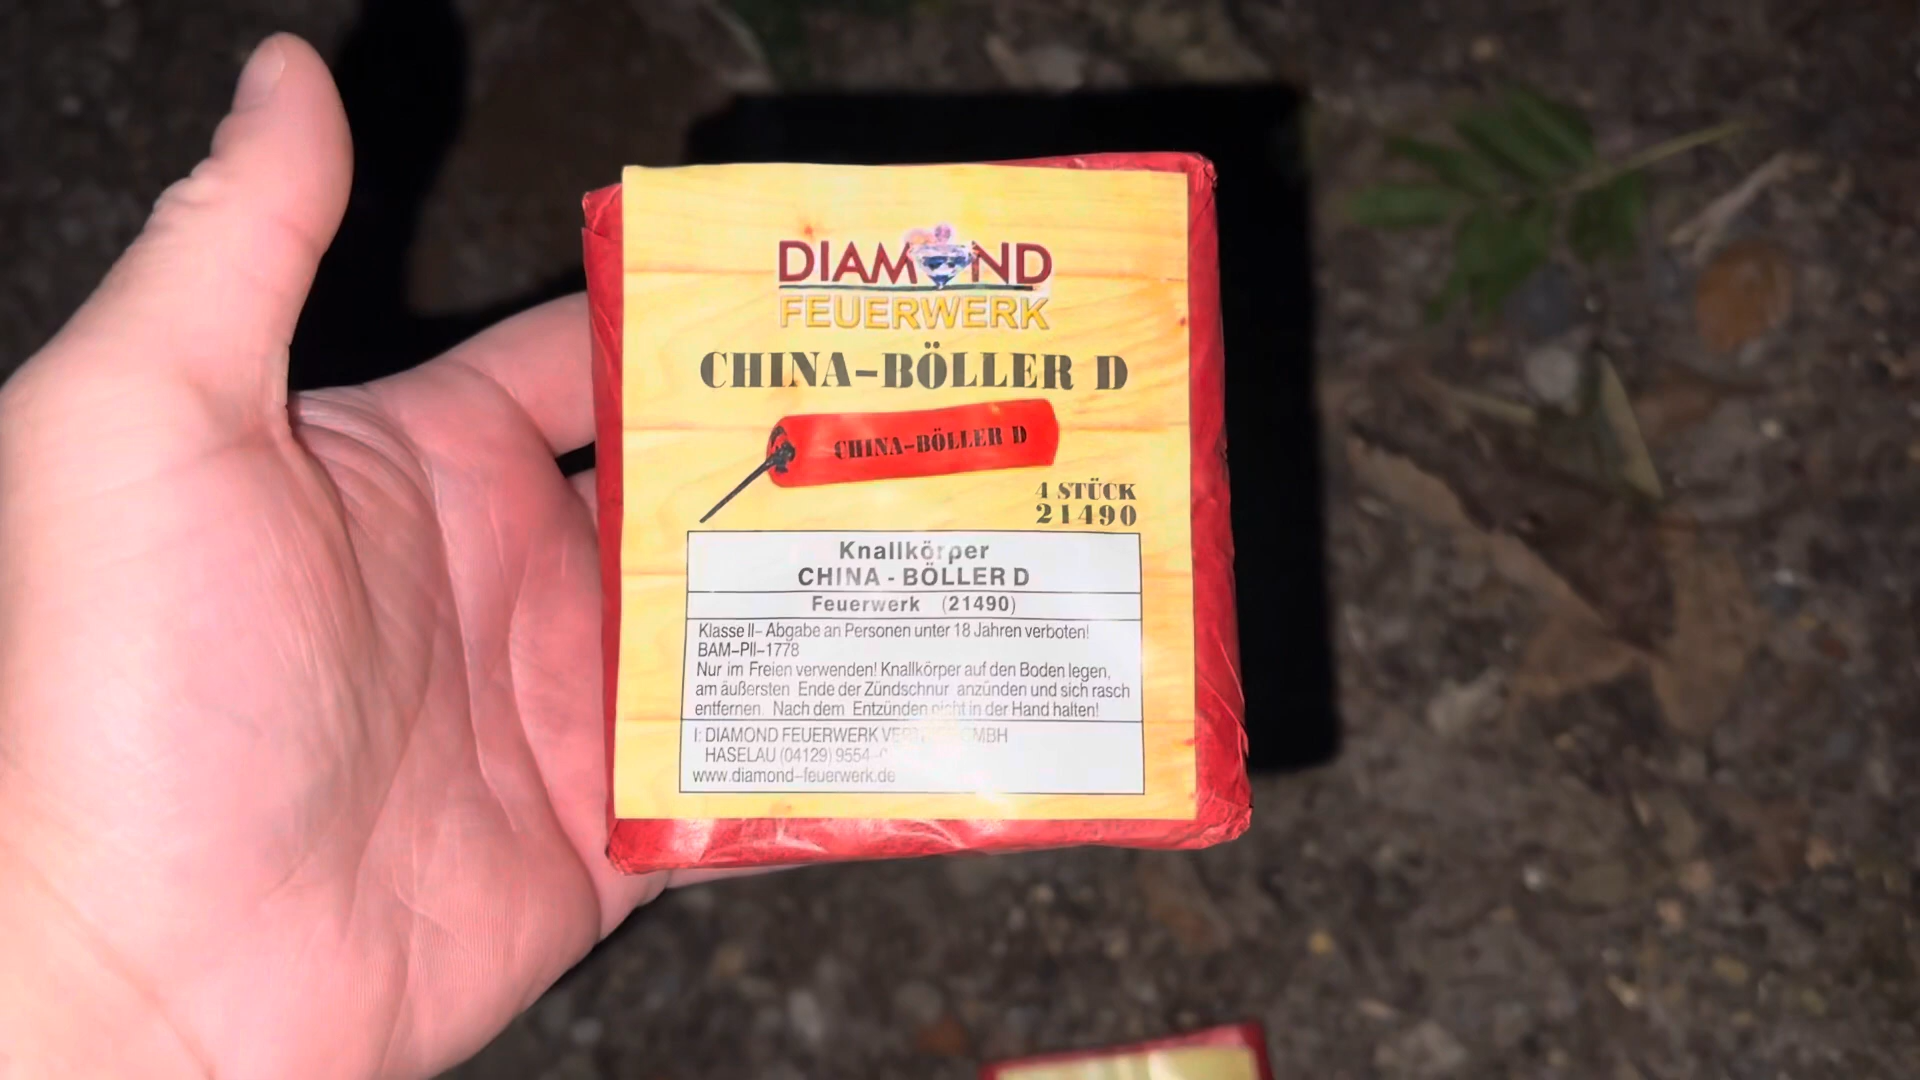 DIAMOND
FEUERWERK
CHINA-BÖLLER D
CHINA-BÖLLER D
4 STÜCK
21490
Knallkörper
CHINA - BÖLLER D
Feuerwerk (21490)
Klasse II- Abgabe an Personen unter 18 Jahren verboten!
BAM-PII-1778
Nur im Freien verwenden! Knallkörper auf den Boden legen,
am äußersten Ende der Zündschnur anzünden und sich rasch
entfernen. Nach dem Entzünden nicht in der Hand halten!
I: DIAMOND FEUERWERK GMBH
HASELAU (04129) 9554-
www.diamond-feuerwerk.de